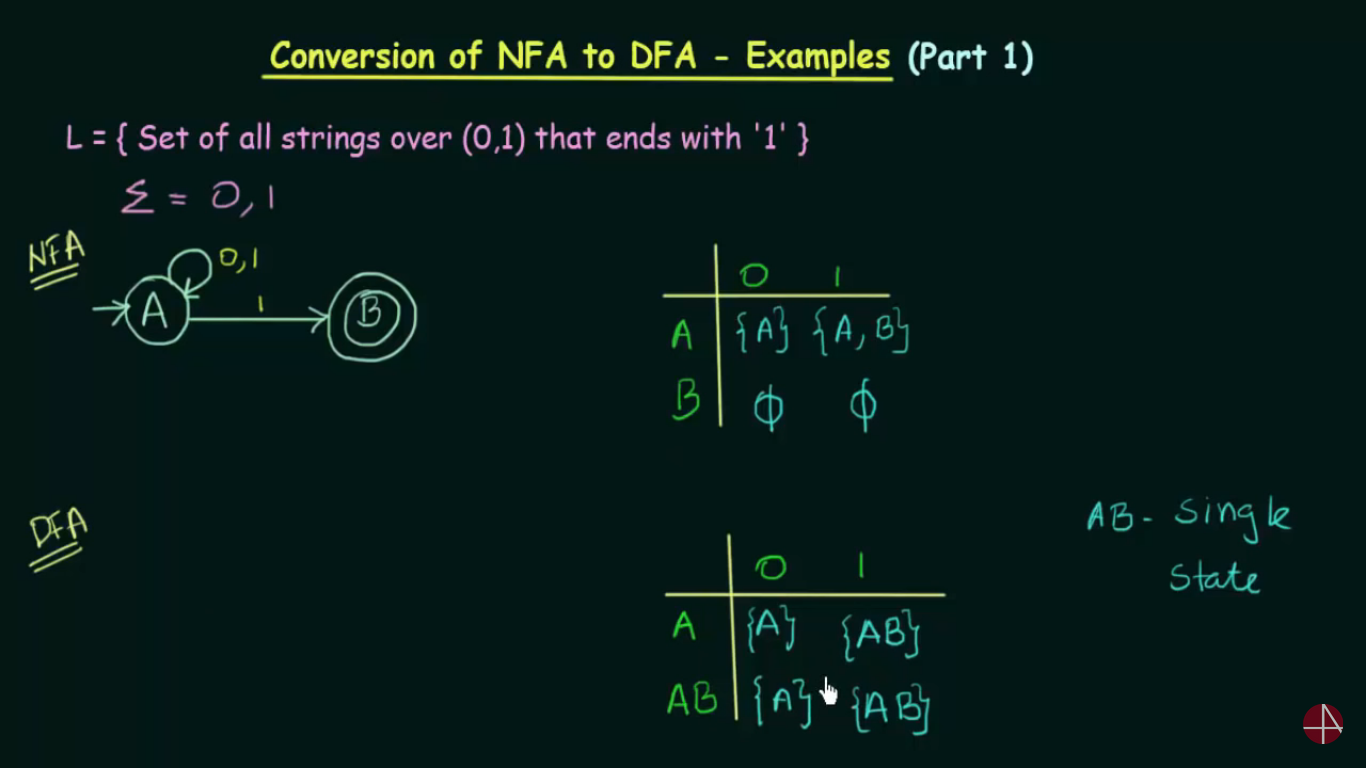 Conversion of NFA to DFA - Examples (Part 1)
L = { Set of all strings over (0,1) that ends with '1' }
Σ = 0, 1
NFA
0,1
A
1
B
0 1
A {A} {A, B}
B ϕ ϕ
DFA
AB - Single
State
0 1
A {A} {AB}
AB {A} {AB}